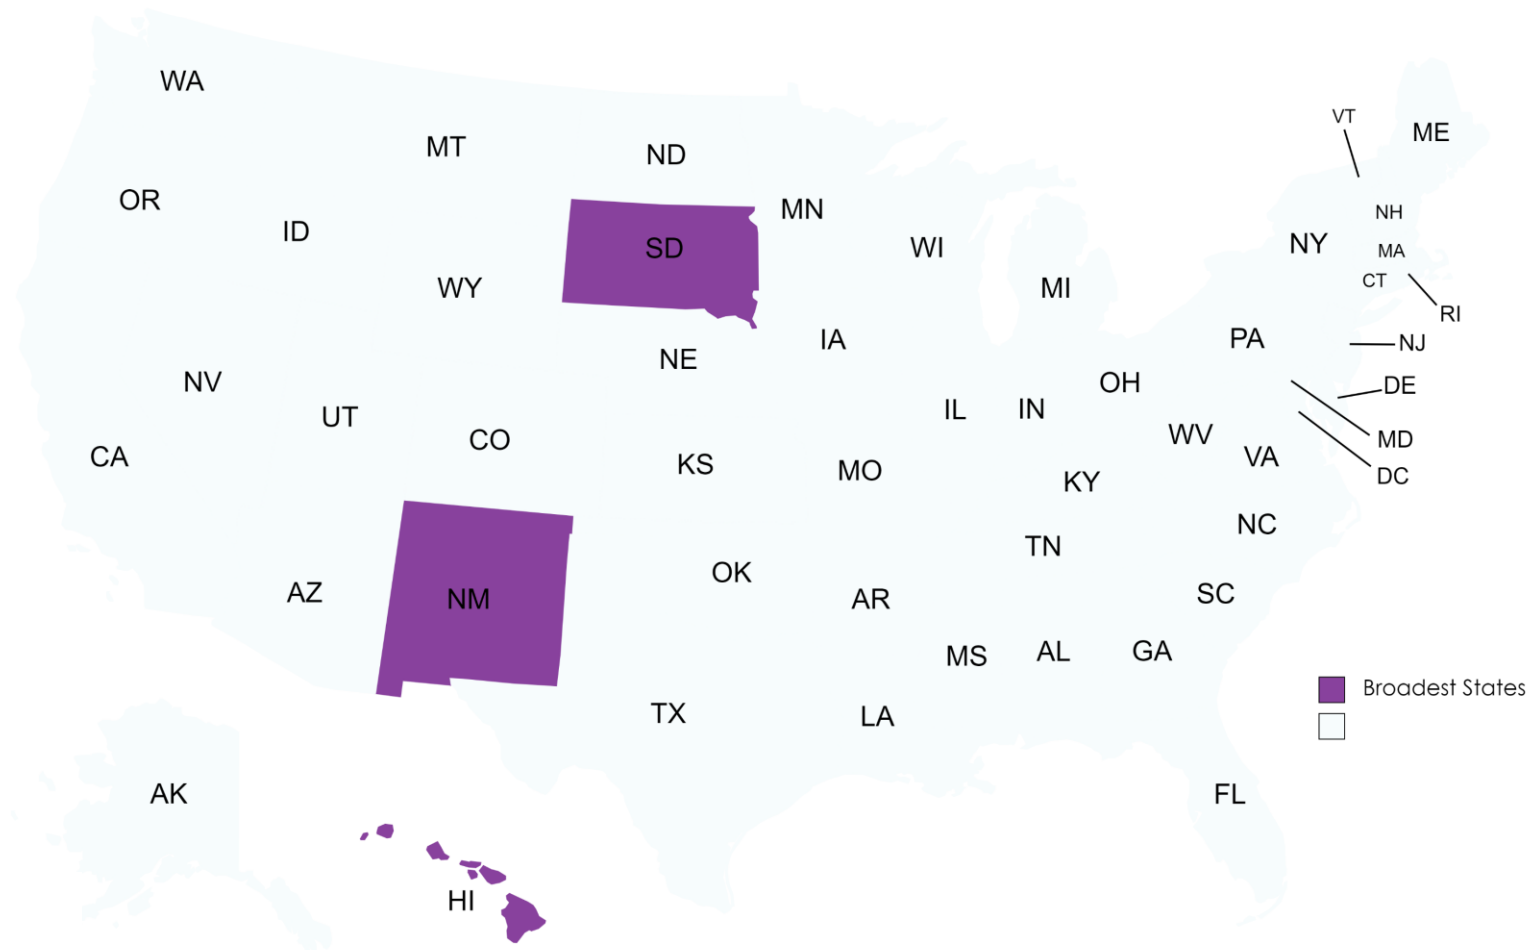 WA
MT
ND
OR
ID
SD
MN
WI
MI
VT
ME
NH
NY
MA
CT
RI
WY
NE
IA
PA
NJ
NV
UT
CO
IL
IN
OH
DE
CA
KS
MO
WV
VA
MD
DC
KY
NC
AZ
NM
OK
AR
TN
SC
TX
LA
MS
AL
GA
Broadest States
AK
HI
FL